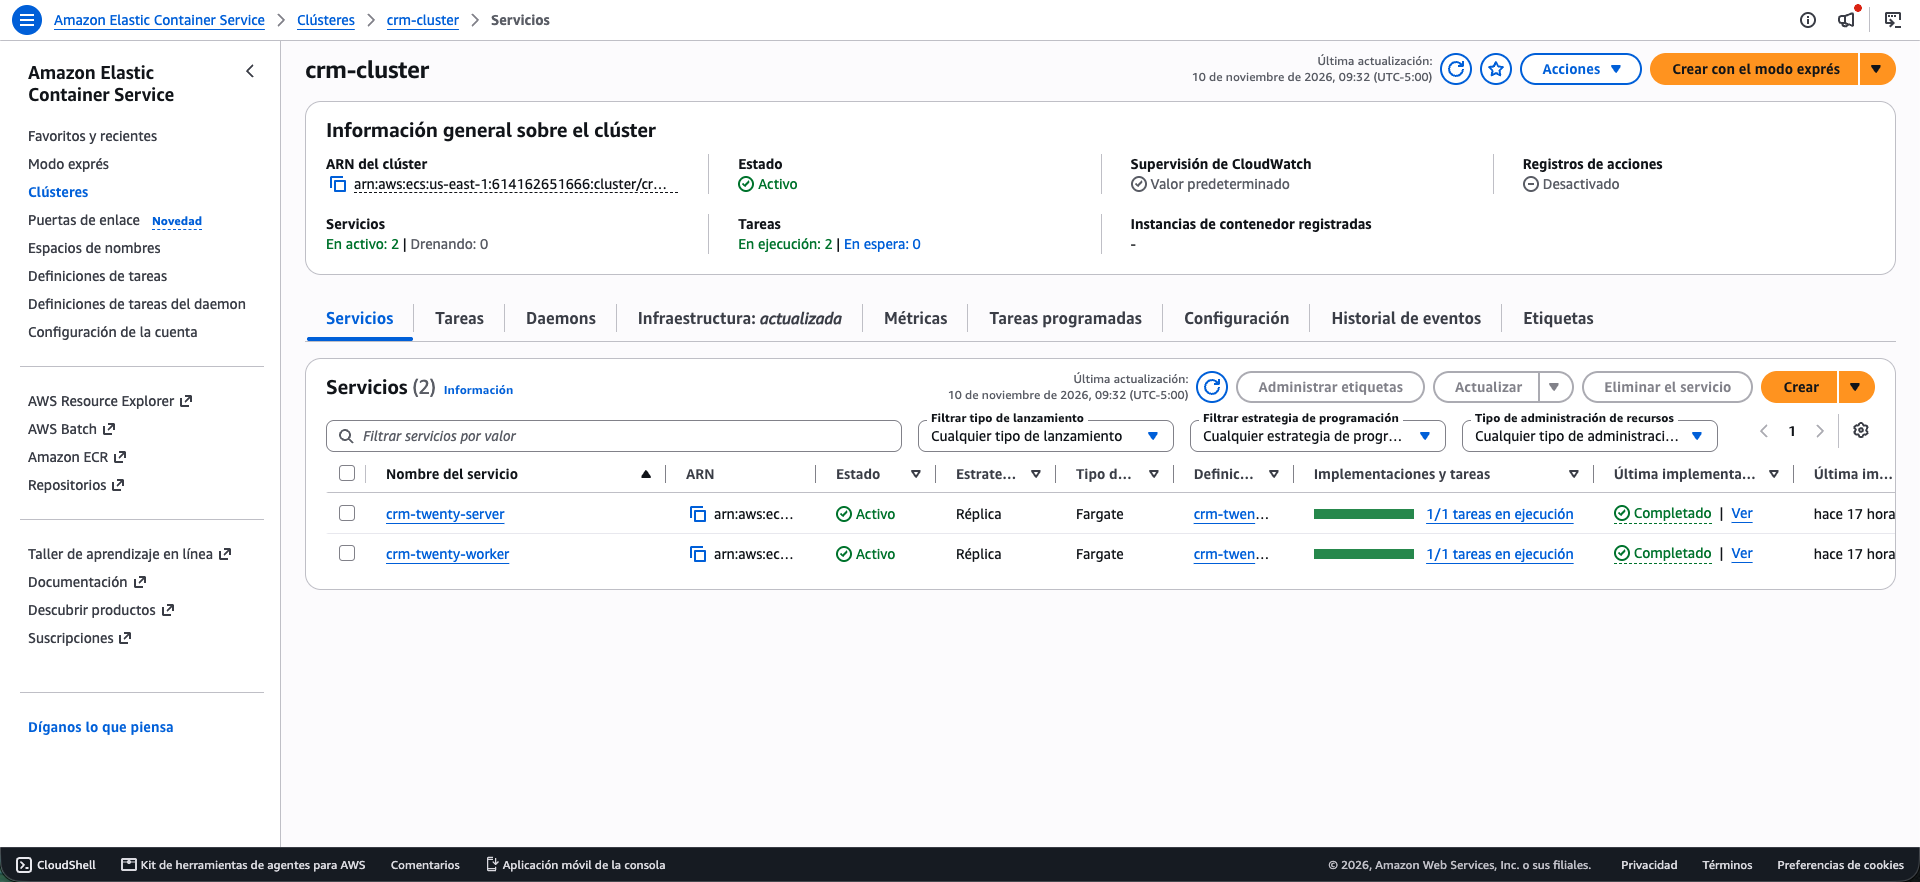 Amazon Elastic Container Service > Clústeres > crm-cluster > Servicios
Amazon Elastic
Container Service
Favoritos y recientes
Modo exprés
Clústeres
Puertas de enlace Novedad
Espacios de nombres
Definiciones de tareas
Definiciones de tareas del daemon
Configuración de la cuenta
AWS Resource Explorer
AWS Batch
Amazon ECR
Repositorios
Taller de aprendizaje en línea
Documentación
Descubrir productos
Suscripciones
Díganos lo que piensa
crm-cluster
Última actualización:
10 de noviembre de 2026, 09:32 (UTC-5:00)
Acciones
Crear con el modo exprés
Información general sobre el clúster
ARN del clúster
arn:aws:ecs:us-east-1:614162651666:cluster/cr...
Estado
Activo
Supervisión de CloudWatch
Valor predeterminado
Registros de acciones
Desactivado
Servicios
En activo: 2 | Drenando: 0
Tareas
En ejecución: 2 | En espera: 0
Instancias de contenedor registradas
-
Servicios Tareas Daemons Infraestructura: actualizada Métricas Tareas programadas Configuración Historial de eventos Etiquetas
Servicios (2) Información
Última actualización:
10 de noviembre de 2026, 09:32 (UTC-5:00)
Administrar etiquetas
Actualizar
Eliminar el servicio
Crear
Filtrar servicios por valor
Filtrar tipo de lanzamiento
Cualquier tipo de lanzamiento
Filtrar estrategia de programación
Cualquier estrategia de progr...
Tipo de administración de recursos
Cualquier tipo de administraci...
1
Nombre del servicio ARN Estado Estrate... Tipo d... Definic... Implementaciones y tareas Última implementa... Última im...
crm-twenty-server arn:aws:ec... Activo Réplica Fargate crm-twen... 1/1 tareas en ejecución Completado | Ver hace 17 hora
crm-twenty-worker arn:aws:ec... Activo Réplica Fargate crm-twen... 1/1 tareas en ejecución Completado | Ver hace 17 hora
CloudShell Kit de herramientas de agentes para AWS Comentarios Aplicación móvil de la consola © 2026, Amazon Web Services, Inc. o sus filiales. Privacidad Términos Preferencias de cookies